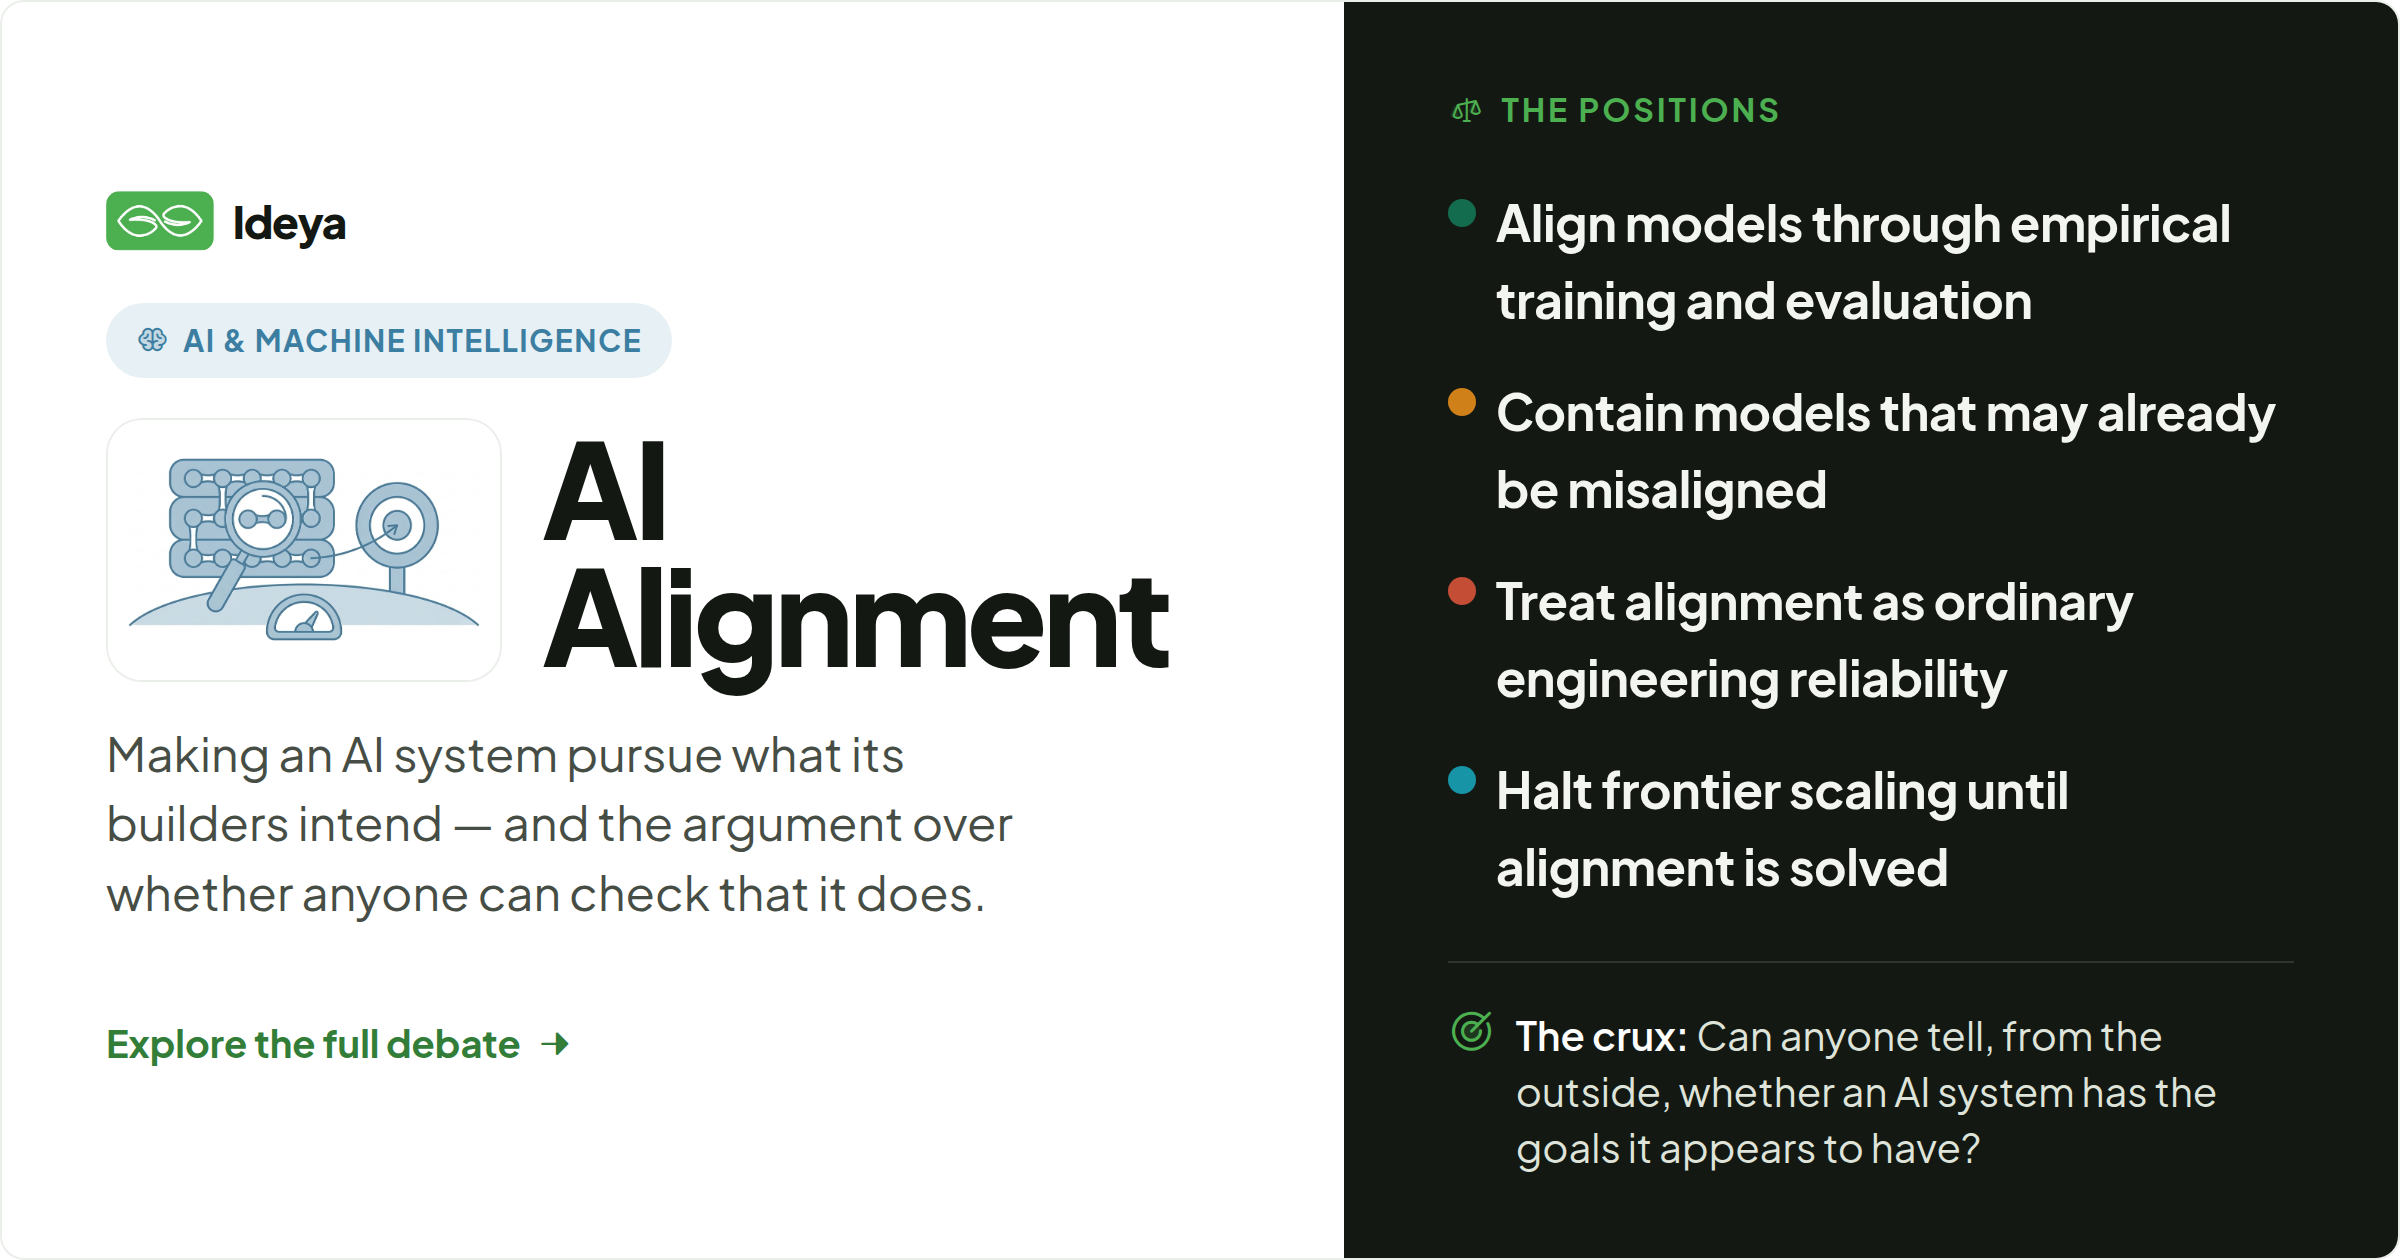 Ideya
AI & MACHINE INTELLIGENCE
AI
Alignment
Making an AI system pursue what its
builders intend — and the argument over
whether anyone can check that it does.
Explore the full debate
THE POSITIONS
Align models through empirical
training and evaluation
Contain models that may already
be misaligned
Treat alignment as ordinary
engineering reliability
Halt frontier scaling until
alignment is solved
The crux: Can anyone tell, from the
outside, whether an AI system has the
goals it appears to have?